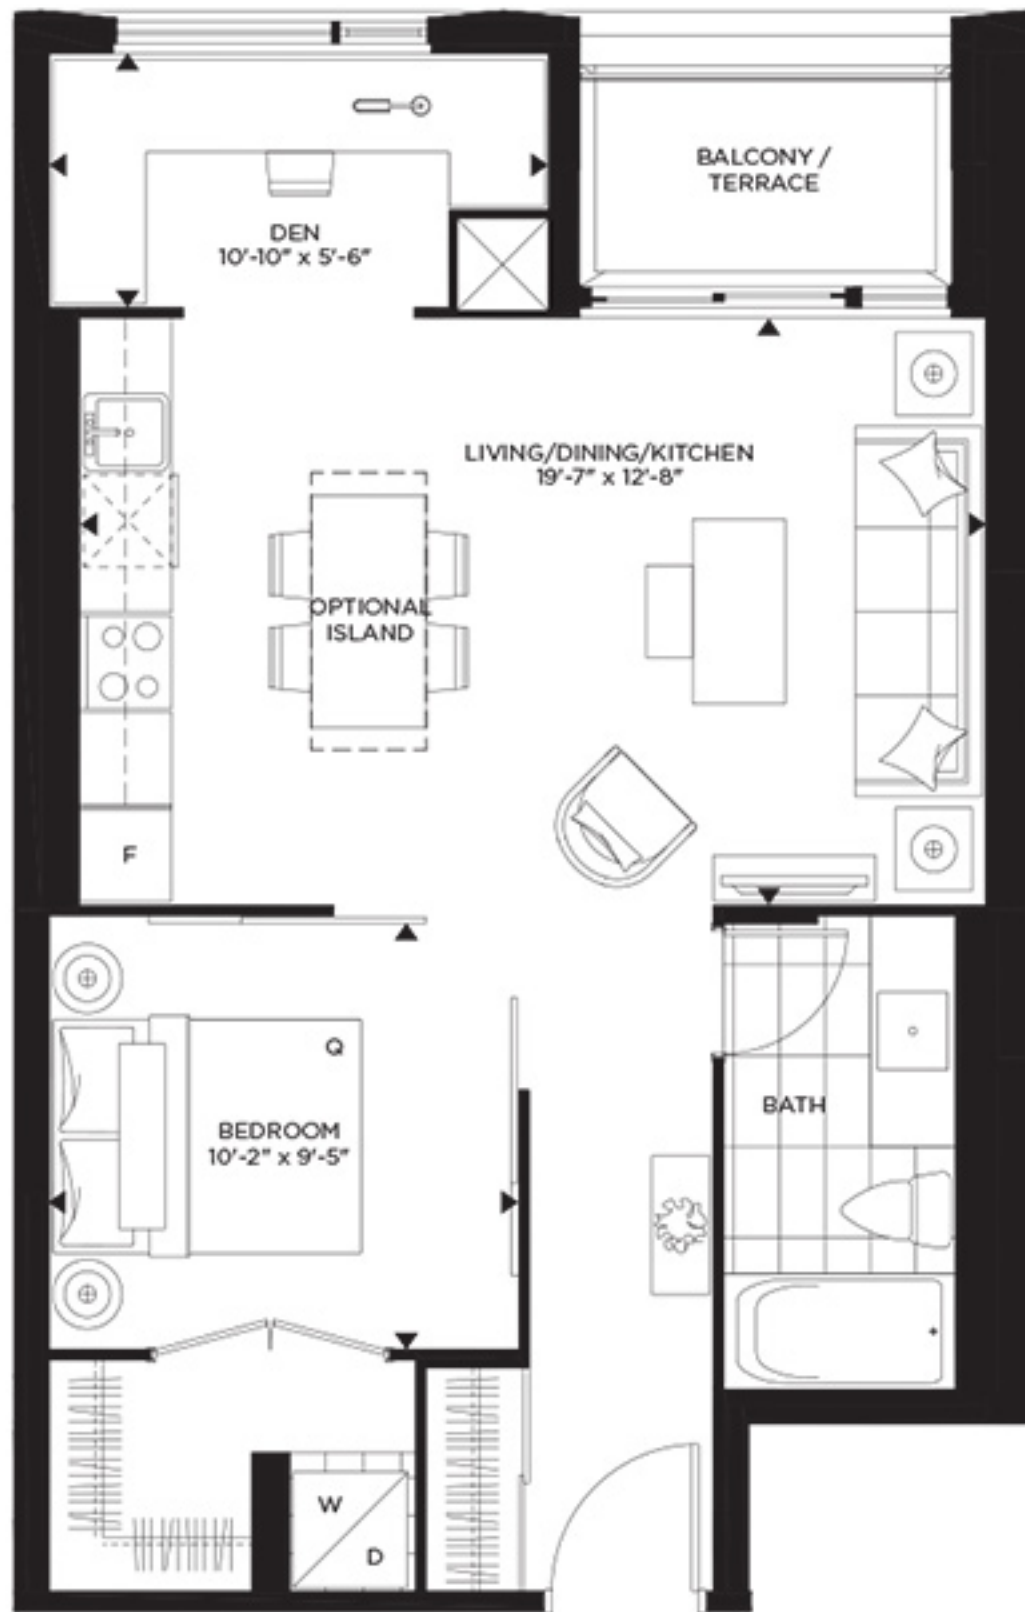 BALCONY /
TERRACE
DEN
10'-10" x 5'-6"
LIVING/DINING/KITCHEN
19'-7" x 12'-8"
OPTIONAL
ISLAND
F
Q
BEDROOM
10'-2" x 9'-5"
BATH
W
D